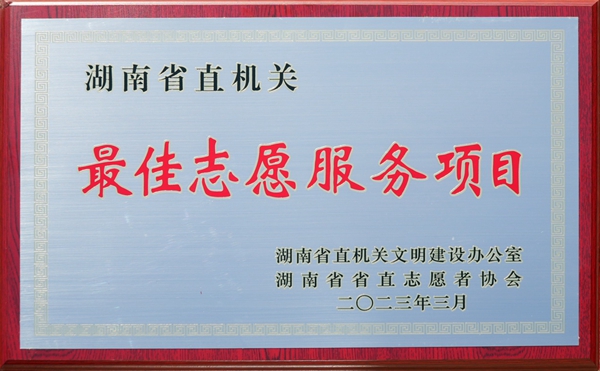 湖南省直机关
最佳志愿服务项目
湖南省直机关文明建设办公室
湖南省省直志愿者协会
二〇二三年三月